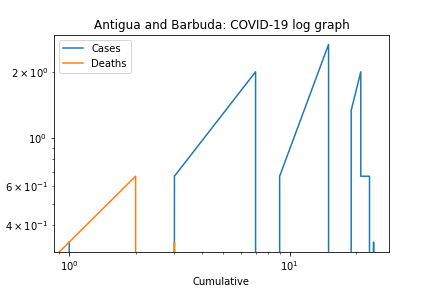 Antigua and Barbuda: COVID-19 log graph
Cases
Deaths
2 × 10⁰
10⁰
6 × 10⁻¹
4 × 10⁻¹
10⁰
10¹
Cumulative